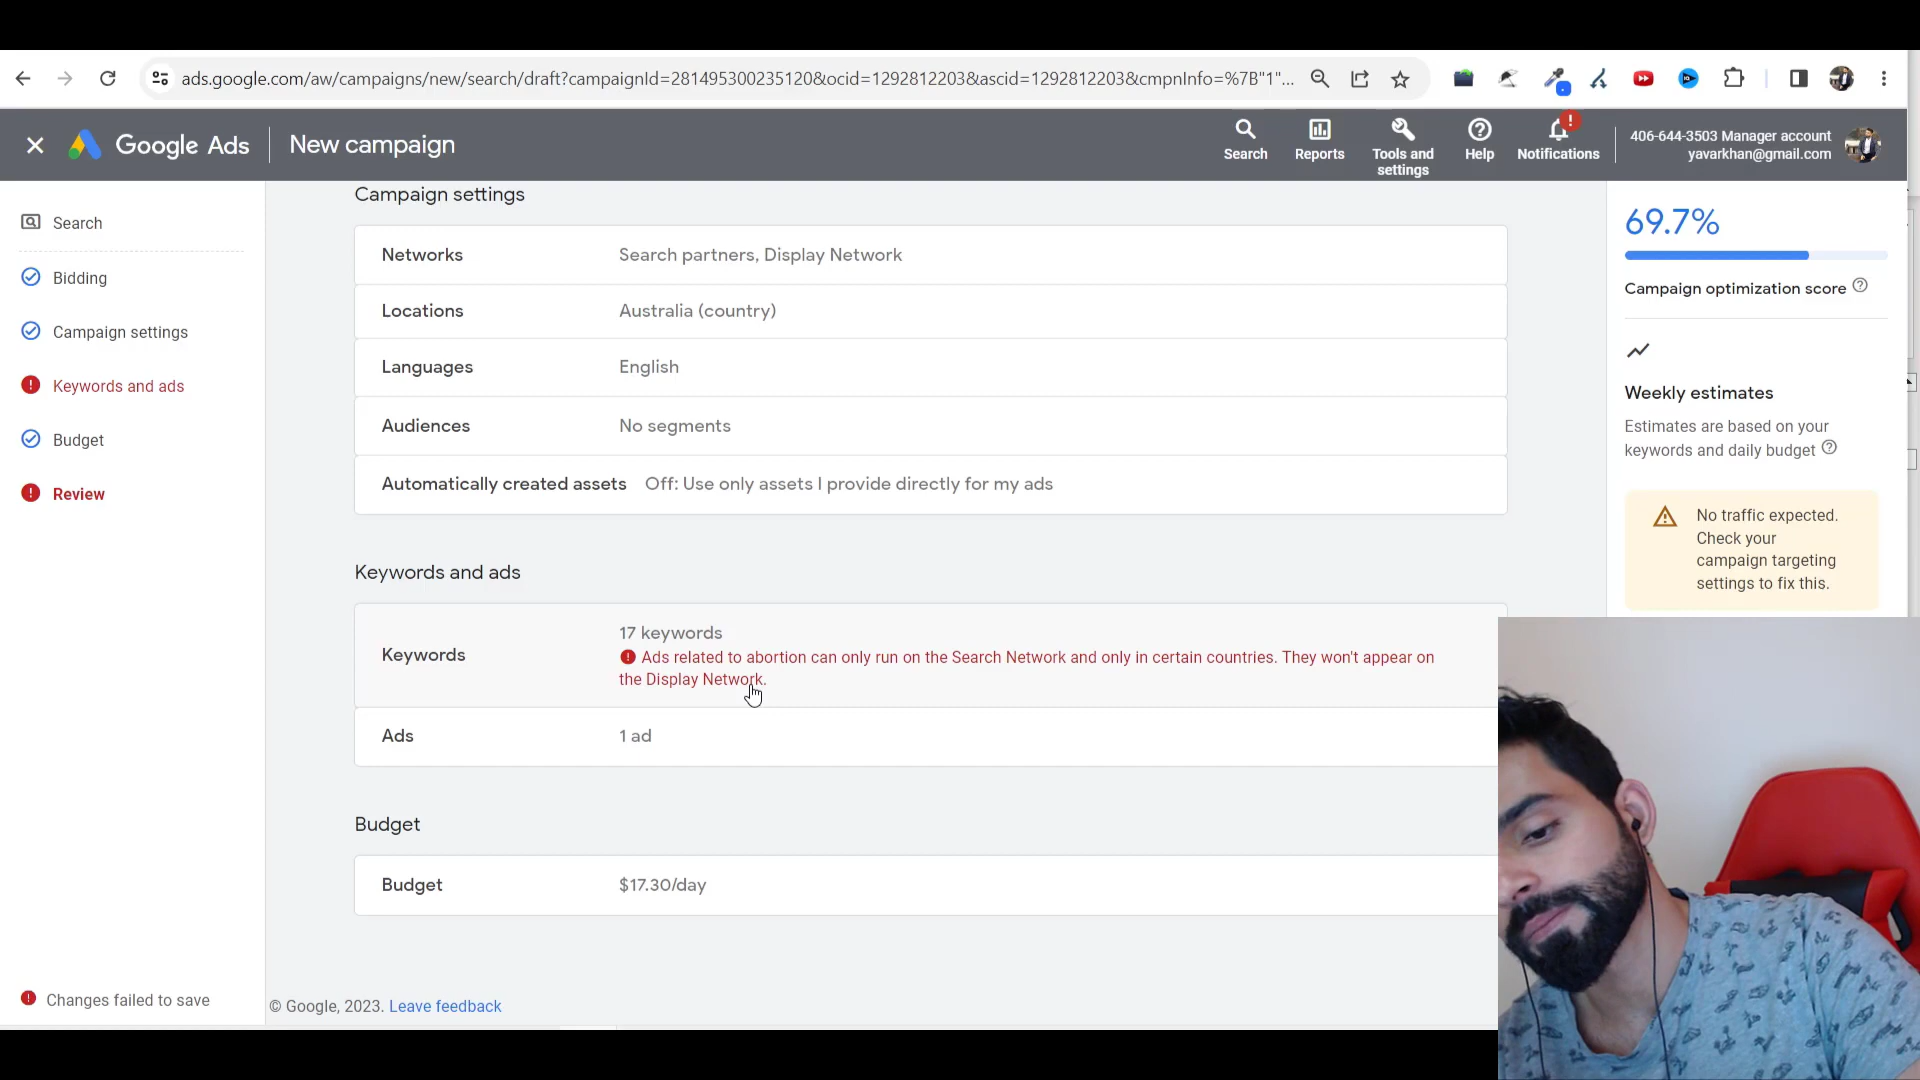 ads.google.com/aw/campaigns/new/search/draft?campaignId=281495300235120&ocid=1292812203&ascid=1292812203&cmpnInfo=%7B"1"...
Google Ads
New campaign
Search
Reports
Tools and
settings
Help
!
Notifications
406-644-3503 Manager account
yavarkhan@gmail.com
Search
Bidding
Campaign settings
Keywords and ads
Budget
Review
Changes failed to save
Campaign settings
Networks Search partners, Display Network
Locations Australia (country)
Languages English
Audiences No segments
Automatically created assets Off: Use only assets I provide directly for my ads
Keywords and ads
Keywords
17 keywords
Ads related to abortion can only run on the Search Network and only in certain countries. They won't appear on
the Display Network.
Ads 1 ad
Budget
Budget $17.30/day
© Google, 2023. Leave feedback
69.7%
Campaign optimization score
Weekly estimates
Estimates are based on your
keywords and daily budget
No traffic expected.
Check your
campaign targeting
settings to fix this.